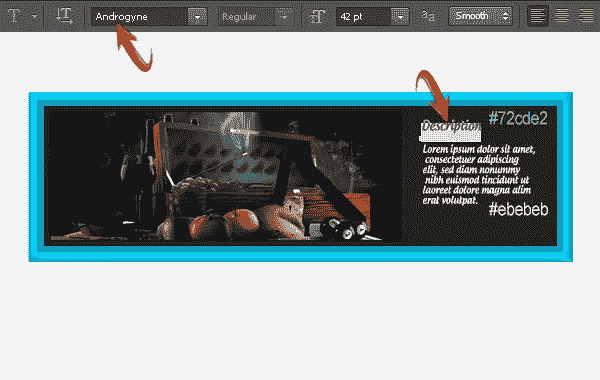 Androgyne Regular 42 pt aa Smooth
Description #72cde2
Lorem ipsum dolor sit amet,
consectetuer adipiscing
elit, sed diam nonummy
nibh euismod tincidunt ut
laoreet dolore magna alim
erat volutpat.
#ebebeb